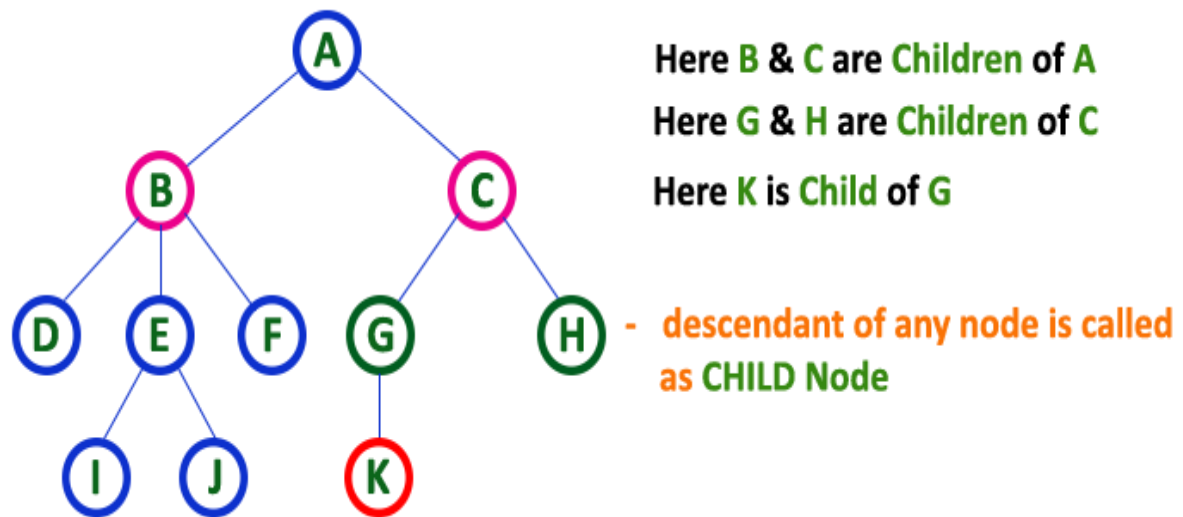 A
Here B & C are Children of A
Here G & H are Children of C
B
C
Here K is Child of G
D
E
F
G
H
- descendant of any node is called
as CHILD Node
I
J
K